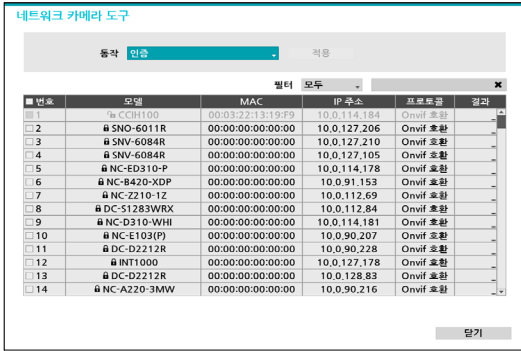 네트워크 카메라 도구
동작 인증 적용
필터 모두 ✖
번호 모델 MAC IP 주소 프로토콜 결과
1 CCIH100 00:03:22:13:19:F9 10,0,114,184 Onvif 호환 _
2 SNO-6011R 00:00:00:00:00:00 10,0,127,206 Onvif 호환 _
3 SNV-6084R 00:00:00:00:00:00 10,0,127,210 Onvif 호환 _
4 SNV-6084R 00:00:00:00:00:00 10,0,127,105 Onvif 호환 _
5 NC-ED310-P 00:00:00:00:00:00 10,0,114,178 Onvif 호환 _
6 NC-B420-XDP 00:00:00:00:00:00 10,0,91,153 Onvif 호환 _
7 NC-Z210-1Z 00:00:00:00:00:00 10,0,112,69 Onvif 호환 _
8 DC-S1283WRX 00:00:00:00:00:00 10,0,112,84 Onvif 호환 _
9 NC-D310-WHI 00:00:00:00:00:00 10,0,114,181 Onvif 호환 _
10 NC-E103(P) 00:00:00:00:00:00 10,0,90,207 Onvif 호환 _
11 DC-D2212R 00:00:00:00:00:00 10,0,90,228 Onvif 호환 _
12 INT1000 00:00:00:00:00:00 10,0,127,178 Onvif 호환 _
13 DC-D2212R 00:00:00:00:00:00 10,0,128,83 Onvif 호환 _
14 NC-A220-3MW 00:00:00:00:00:00 10,0,90,216 Onvif 호환 _
닫기